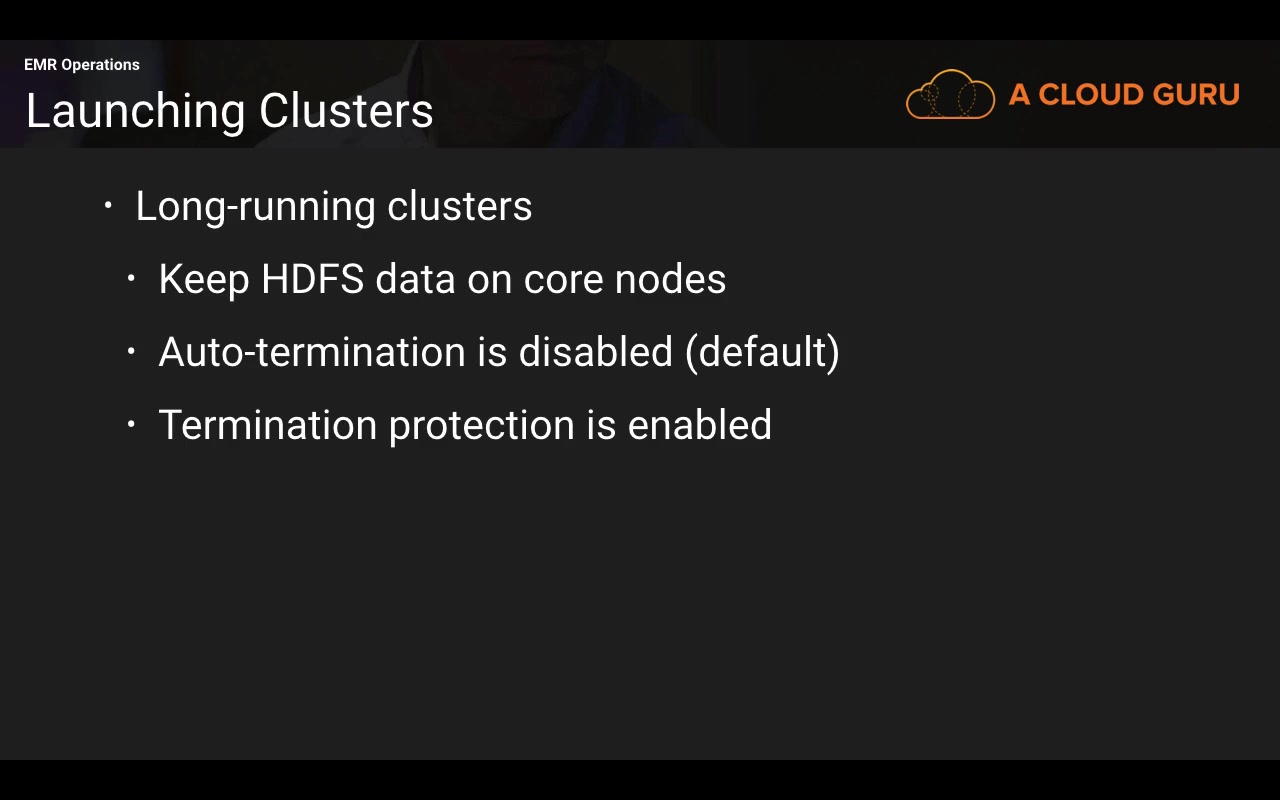 EMR Operations
Launching Clusters
A CLOUD GURU
• Long-running clusters
• Keep HDFS data on core nodes
• Auto-termination is disabled (default)
• Termination protection is enabled